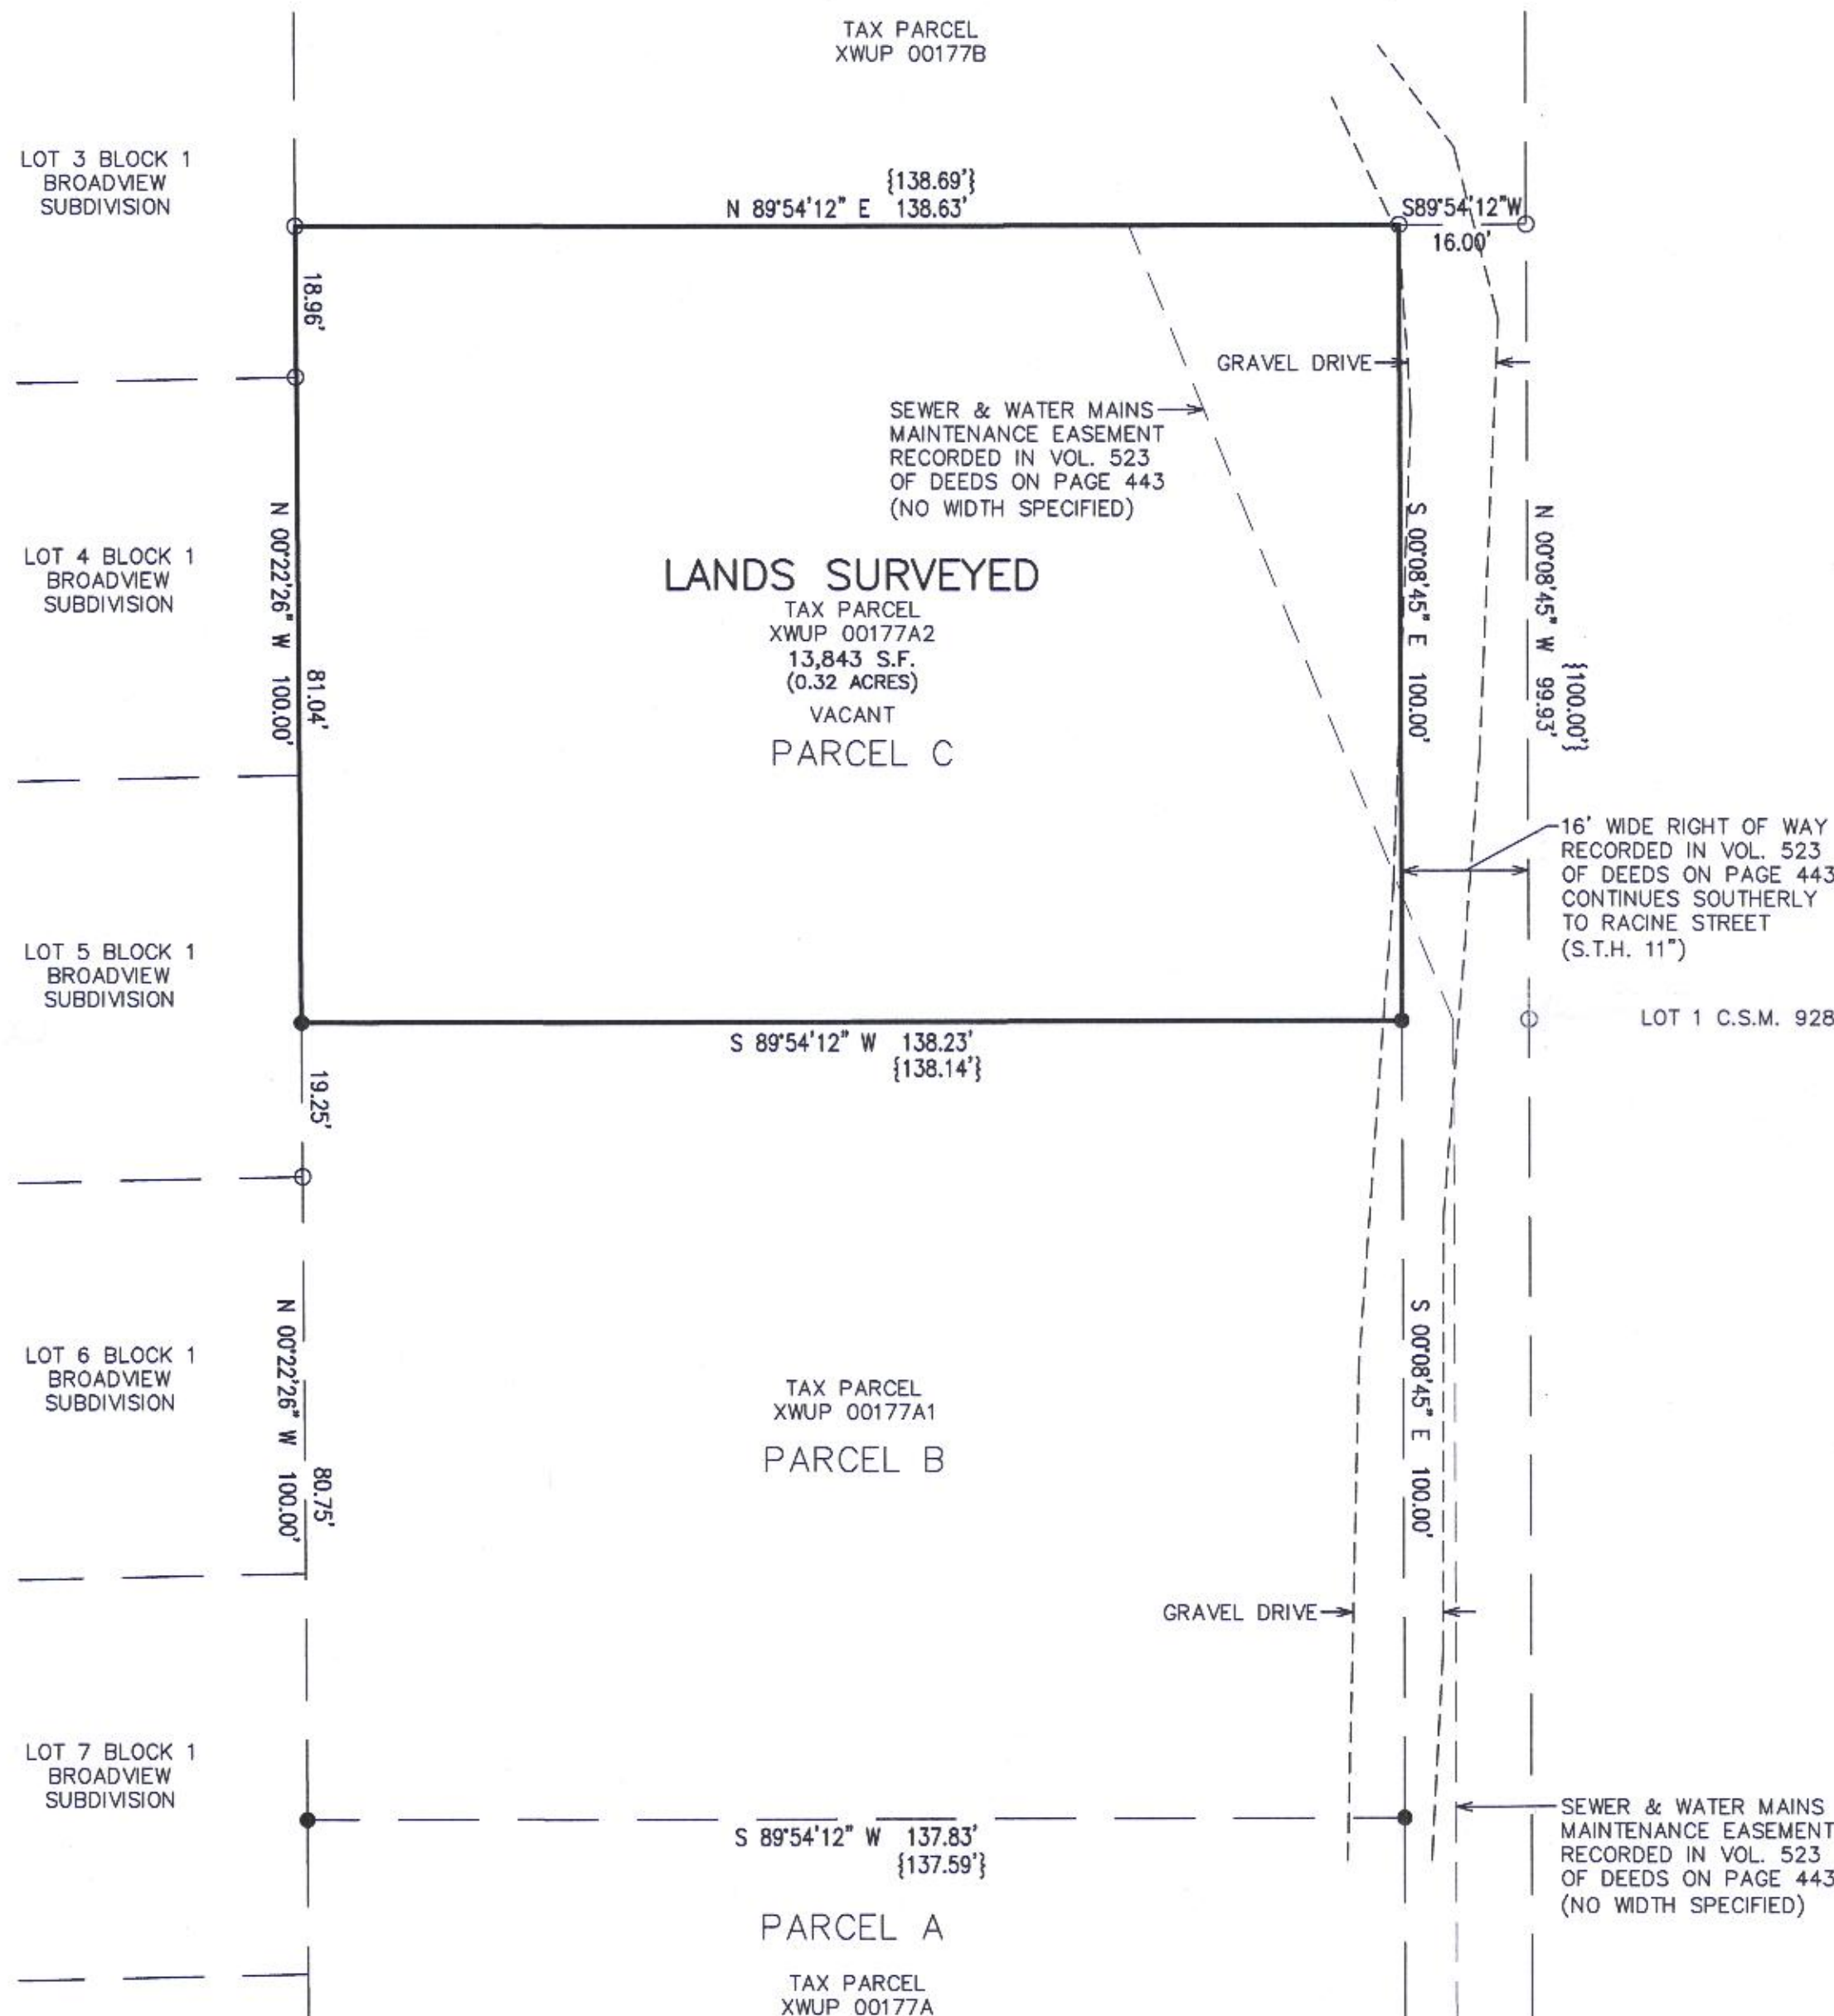 TAX PARCEL
XWUP 00177B
LOT 3 BLOCK 1
BROADVIEW
SUBDIVISION
{138.69'}
N 89°54'12" E 138.63'
S89°54'12"W
16.00'
18.96'
GRAVEL DRIVE
SEWER & WATER MAINS
MAINTENANCE EASEMENT
RECORDED IN VOL. 523
OF DEEDS ON PAGE 443
(NO WIDTH SPECIFIED)
LOT 4 BLOCK 1
BROADVIEW
SUBDIVISION
N 00°22'26" W 100.00'
81.04'
LANDS SURVEYED
TAX PARCEL
XWUP 00177A2
13,843 S.F.
(0.32 ACRES)
VACANT
PARCEL C
S 00°08'45" E 100.00'
N 00°08'45" W 99.93'
{100.00'}
16' WIDE RIGHT OF WAY
RECORDED IN VOL. 523
OF DEEDS ON PAGE 443
CONTINUES SOUTHERLY
TO RACINE STREET
(S.T.H. 11")
LOT 5 BLOCK 1
BROADVIEW
SUBDIVISION
LOT 1 C.S.M. 928
S 89°54'12" W 138.23'
{138.14'}
19.25'
LOT 6 BLOCK 1
BROADVIEW
SUBDIVISION
N 00°22'26" W 100.00'
80.75'
TAX PARCEL
XWUP 00177A1
PARCEL B
S 00°08'45" E 100.00'
GRAVEL DRIVE
LOT 7 BLOCK 1
BROADVIEW
SUBDIVISION
S 89°54'12" W 137.83'
{137.59'}
SEWER & WATER MAINS
MAINTENANCE EASEMENT
RECORDED IN VOL. 523
OF DEEDS ON PAGE 443
(NO WIDTH SPECIFIED)
PARCEL A
TAX PARCEL
XWUP 00177A